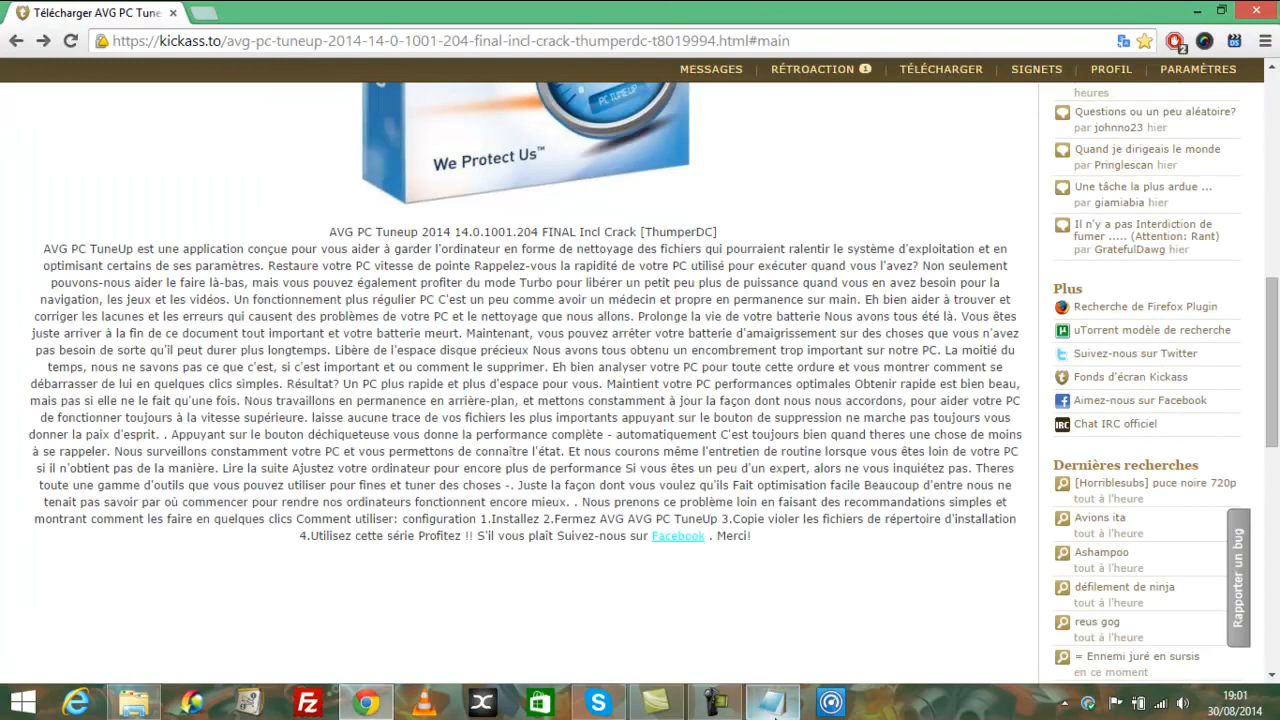 Télécharger AVG PC Tune
https://kickass.to/avg-pc-tuneup-2014-14-0-1001-204-final-incl-crack-thumperdc-t8019994.html#main
2
MESSAGES
RÉTROACTION 1
TÉLÉCHARGER
SIGNETS
PROFIL
PARAMÈTRES
PC TUNEUP
We Protect Us™
AVG PC Tuneup 2014 14.0.1001.204 FINAL Incl Crack [ThumperDC]
AVG PC TuneUp est une application conçue pour vous aider à garder l'ordinateur en forme de nettoyage des fichiers qui pourraient ralentir le système d'exploitation et en
optimisant certains de ses paramètres. Restaure votre PC vitesse de pointe Rappelez-vous la rapidité de votre PC utilisé pour exécuter quand vous l'avez? Non seulement
pouvons-nous aider le faire là-bas, mais vous pouvez également profiter du mode Turbo pour libérer un petit peu plus de puissance quand vous en avez besoin pour la
navigation, les jeux et les vidéos. Un fonctionnement plus régulier PC C'est un peu comme avoir un médecin et propre en permanence sur main. Eh bien aider à trouver et
corriger les lacunes et les erreurs qui causent des problèmes de votre PC et le nettoyage que nous allons. Prolonge la vie de votre batterie Nous avons tous été là. Vous êtes
juste arriver à la fin de ce document tout important et votre batterie meurt. Maintenant, vous pouvez arrêter votre batterie d'amaigrissement sur des choses que vous n'avez
pas besoin de sorte qu'il peut durer plus longtemps. Libère de l'espace disque précieux Nous avons tous obtenu un encombrement trop important sur notre PC. La moitié du
temps, nous ne savons pas ce que c'est, si c'est important et ou comment le supprimer. Eh bien analyser votre PC pour toute cette ordure et vous montrer comment se
débarrasser de lui en quelques clics simples. Résultat? Un PC plus rapide et plus d'espace pour vous. Maintient votre PC performances optimales Obtenir rapide est bien beau,
mais pas si elle ne le fait qu'une fois. Nous travaillons en permanence en arrière-plan, et mettons constamment à jour la façon dont nous nous accordons, pour aider votre PC
de fonctionner toujours à la vitesse supérieure. laisse aucune trace de vos fichiers les plus importants appuyant sur le bouton de suppression ne marche pas toujours vous
donner la paix d'esprit. . Appuyant sur le bouton déchiqueteuse vous donne la performance complète - automatiquement C'est toujours bien quand theres une chose de moins
à se rappeler. Nous surveillons constamment votre PC et vous permettons de connaître l'état. Et nous courons même l'entretien de routine lorsque vous êtes loin de votre PC
si il n'obtient pas de la manière. Lire la suite Ajustez votre ordinateur pour encore plus de performance Si vous êtes un peu d'un expert, alors ne vous inquiétez pas. Theres
toute une gamme d'outils que vous pouvez utiliser pour fines et tuner des choses -. Juste la façon dont vous voulez qu'ils Fait optimisation facile Beaucoup d'entre nous ne
tenait pas savoir par où commencer pour rendre nos ordinateurs fonctionnent encore mieux. . Nous prenons ce problème loin en faisant des recommandations simples et
montrant comment les faire en quelques clics Comment utiliser: configuration 1.Installez 2.Fermez AVG AVG PC TuneUp 3.Copie violer les fichiers de répertoire d'installation
4.Utilisez cette série Profitez !! S'il vous plaît Suivez-nous sur Facebook . Merci!
heures
Questions ou un peu aléatoire?
par johnno23 hier
Quand je dirigeais le monde
par Pringlescan hier
Une tâche la plus ardue ...
par giamiabia hier
Il n'y a pas Interdiction de
fumer ..... (Attention: Rant)
par GratefulDawg hier
Plus
Recherche de Firefox Plugin
uTorrent modèle de recherche
Suivez-nous sur Twitter
Fonds d'écran Kickass
Aimez-nous sur Facebook
IRC Chat IRC officiel
Dernières recherches
[Horriblesubs] puce noire 720p
tout à l'heure
Avions ita
tout à l'heure
Ashampoo
tout à l'heure
défilement de ninja
tout à l'heure
reus gog
tout à l'heure
= Ennemi juré en sursis
en ce moment
Rapporter un bug
19:01
30/08/2014